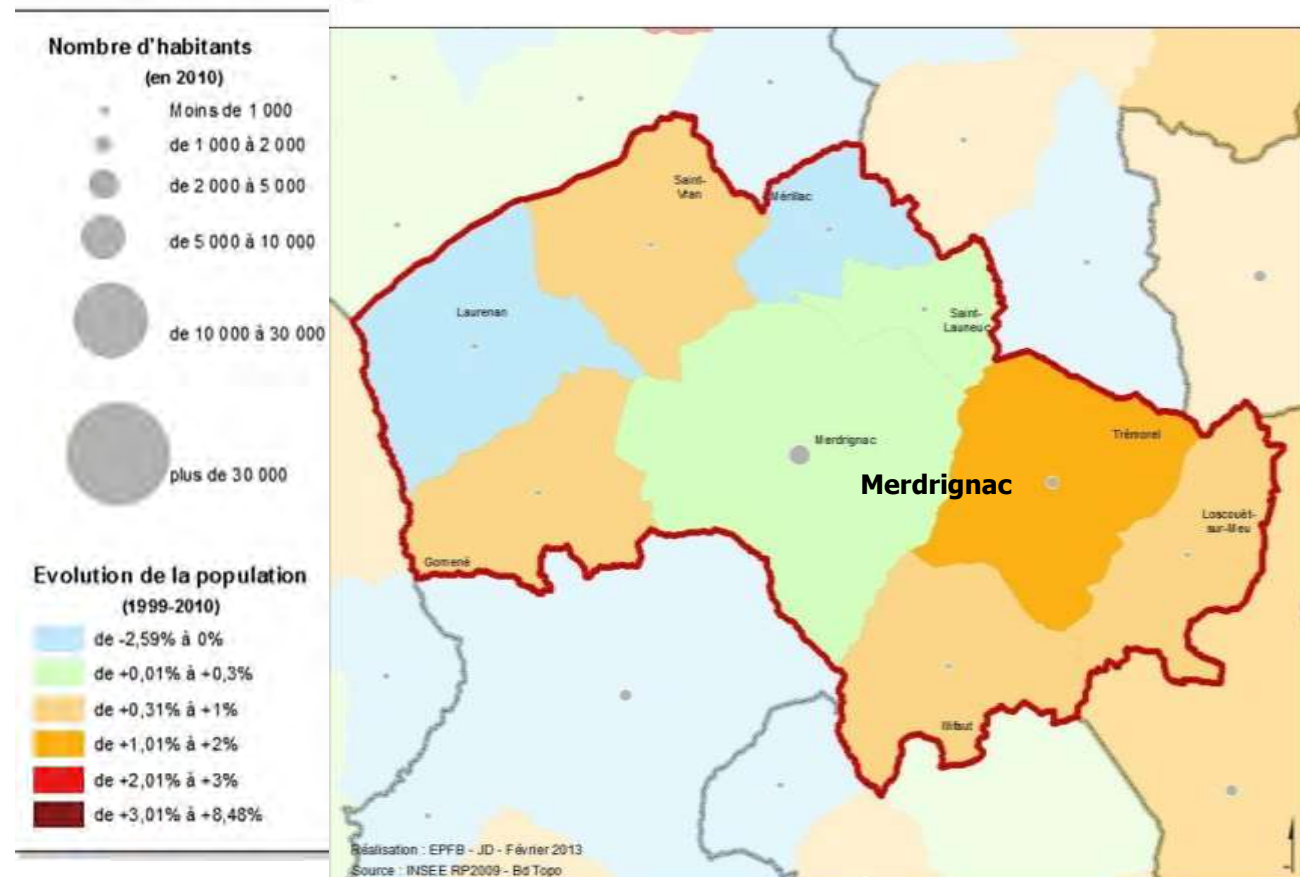 Nombre d'habitants
(en 2010)
Moins de 1 000
de 1 000 à 2 000
de 2 000 à 5 000
de 5 000 à 10 000
de 10 000 à 30 000
plus de 30 000
Evolution de la population
(1999-2010)
de -2,59% à 0%
de +0,01% à +0,3%
de +0,31% à +1%
de +1,01% à +2%
de +2,01% à +3%
de +3,01% à +8,48%
Saint-
Vran
Mérillac
Laurenan
Saint-
Launeuc
Merdrignac
Trémorel
Merdrignac
Loscouët-
sur-Meu
Gomené
Illifaut
Réalisation : EPFB - JD - Février 2013
Source : INSEE RP2009 - Bd Topo